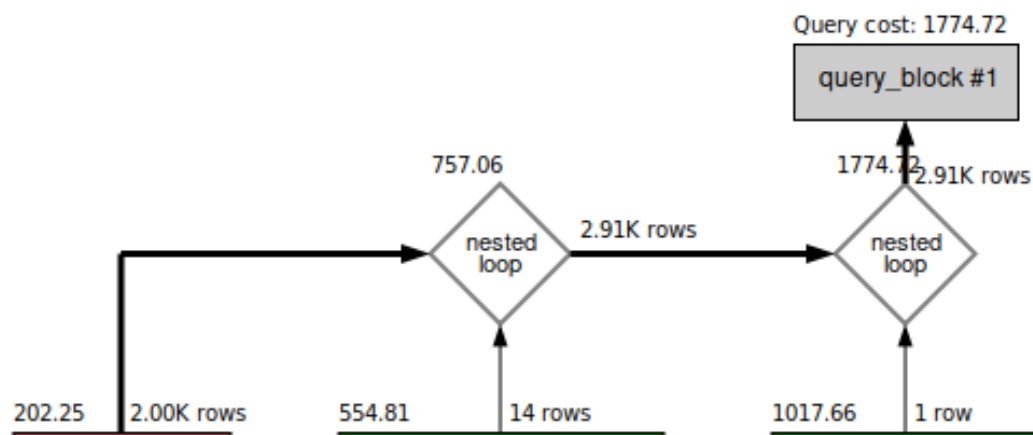 Query cost: 1774.72
query_block #1
757.06
1774.72
2.91K rows
2.91K rows
nested
loop
nested
loop
202.25
2.00K rows
554.81
14 rows
1017.66
1 row